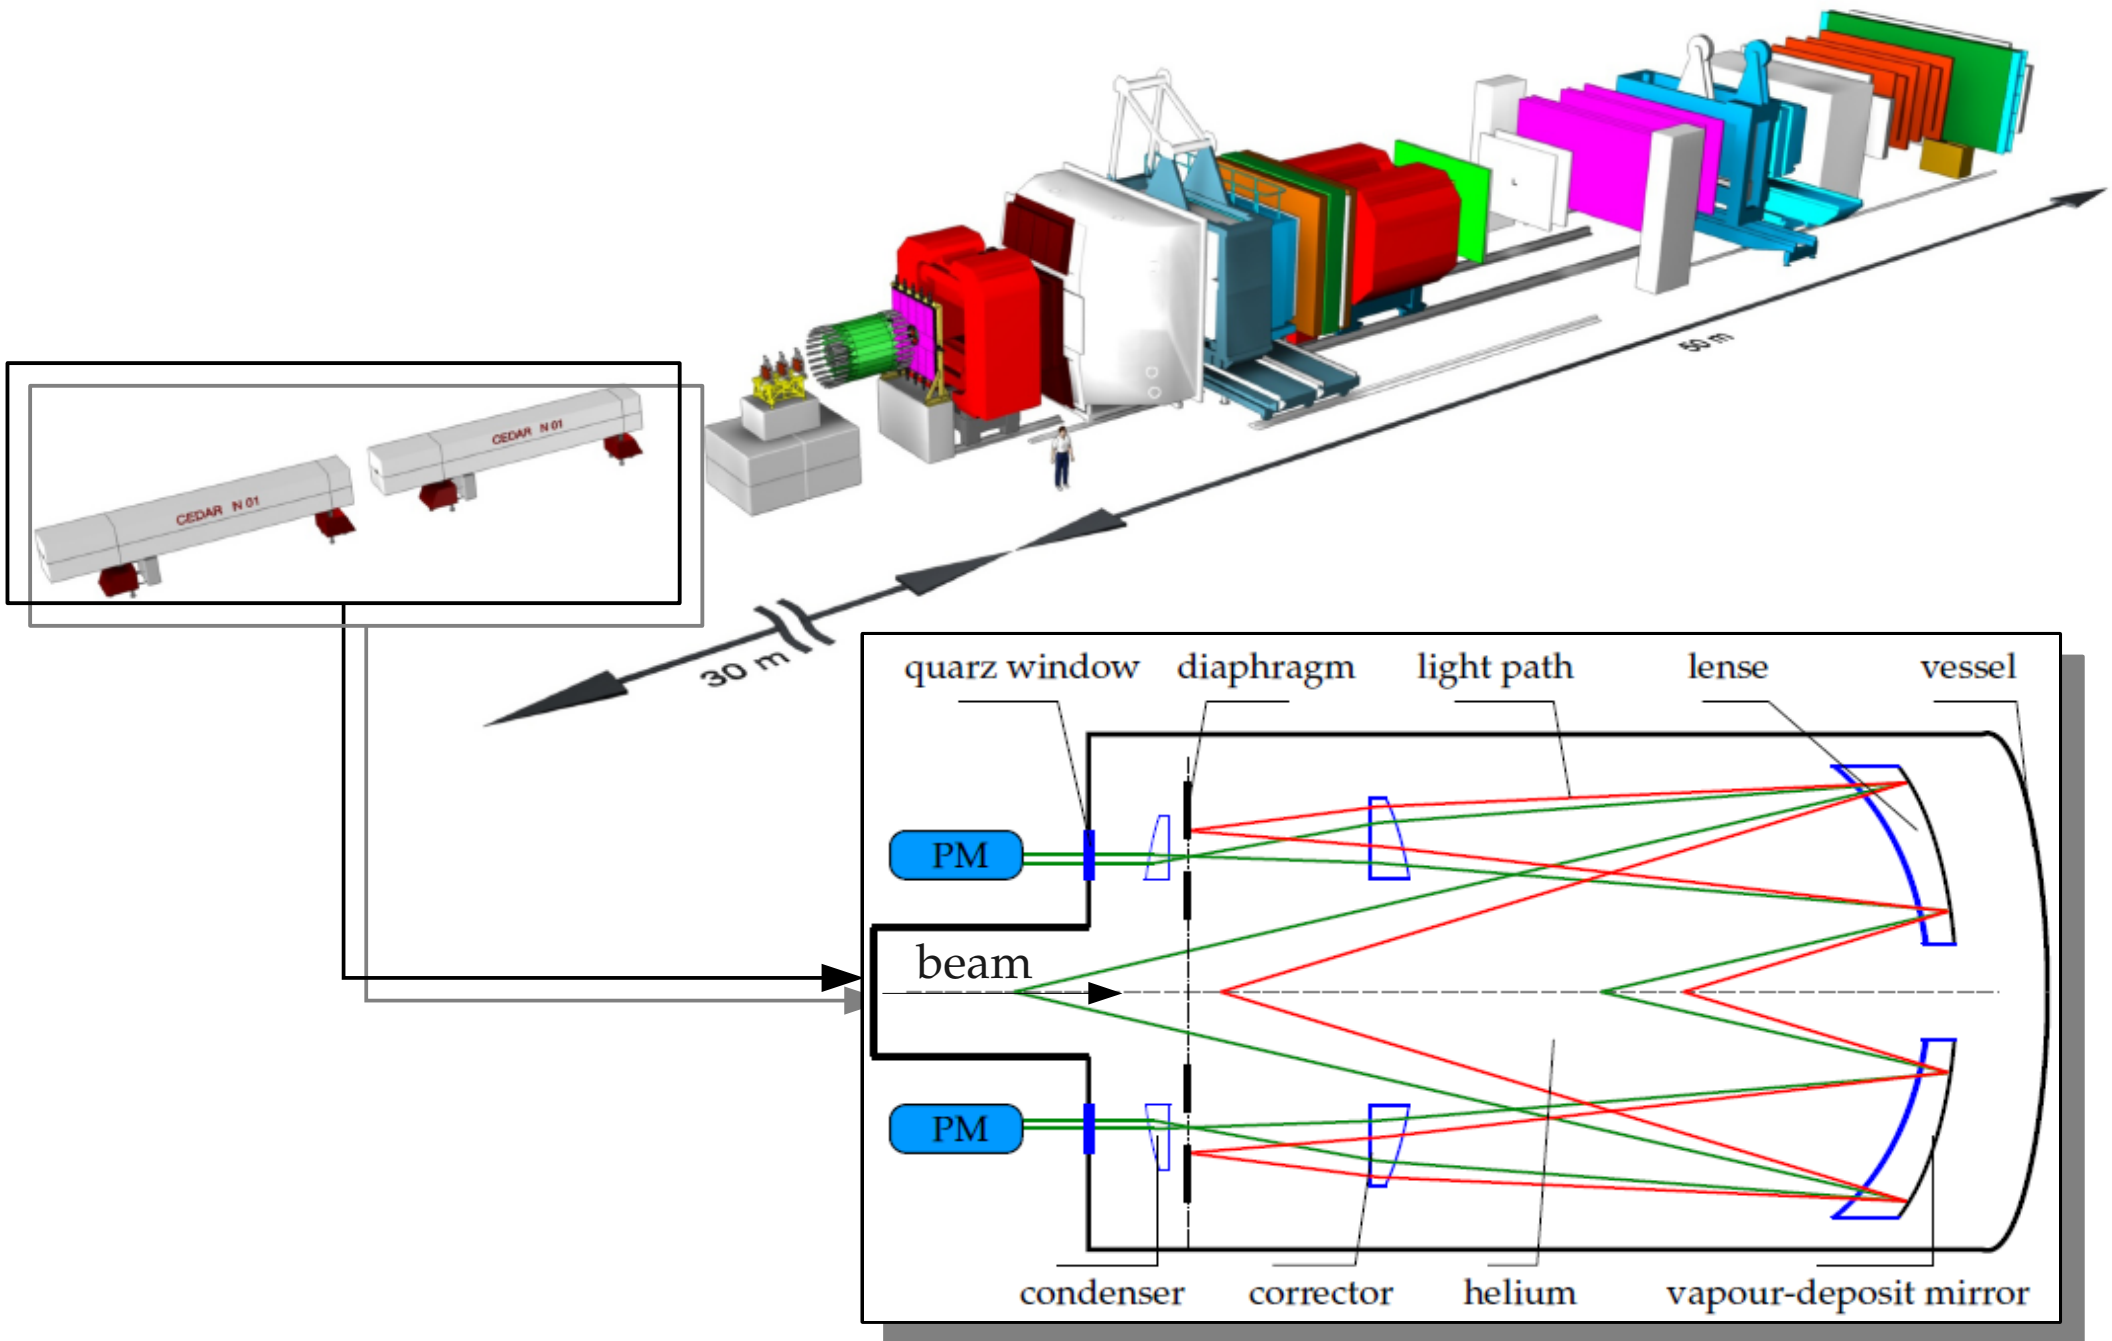 50 m
CEDAR N 01
CEDAR N 01
30 m
quarz window
diaphragm
light path
lense
vessel
PM
beam
PM
condenser
corrector
helium
vapour-deposit mirror